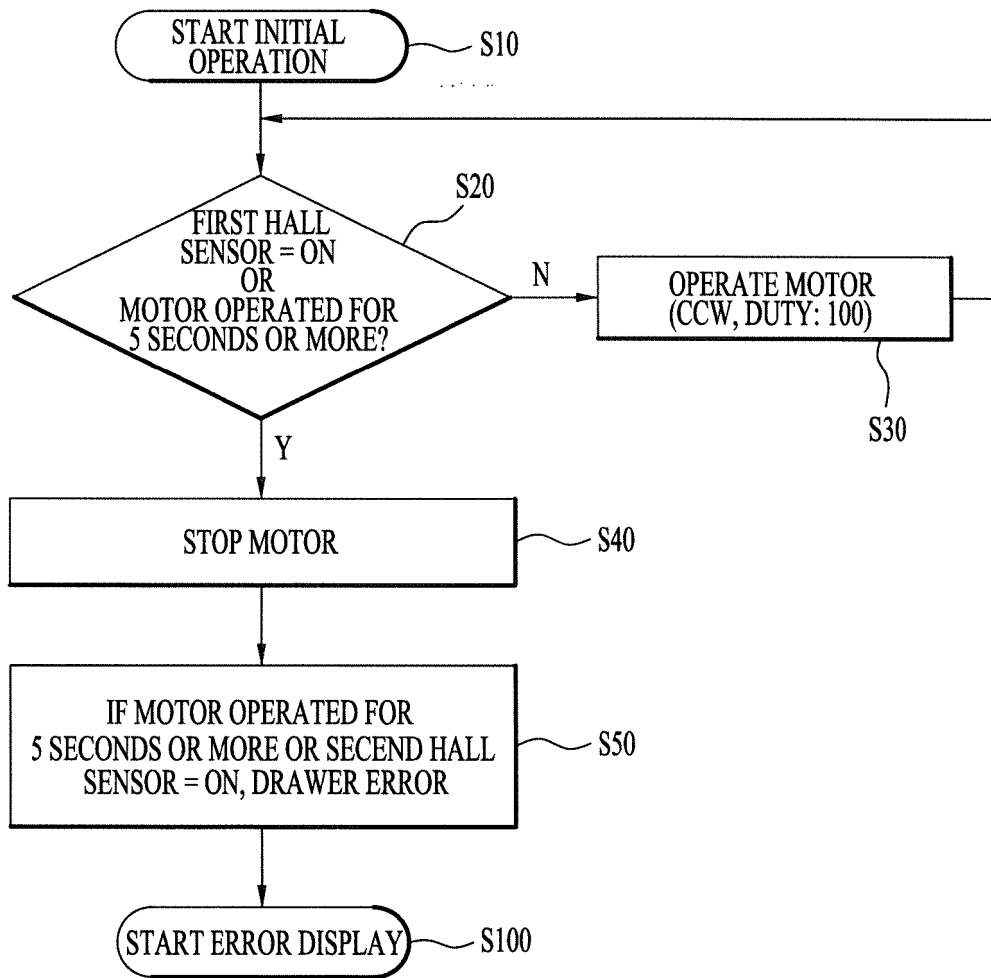 START INITIAL
OPERATION
S10
S20
FIRST HALL
SENSOR = ON
OR
MOTOR OPERATED FOR
5 SECONDS OR MORE?
N
OPERATE MOTOR
(CCW, DUTY: 100)
S30
Y
STOP MOTOR
S40
IF MOTOR OPERATED FOR
5 SECONDS OR MORE OR SECEND HALL
SENSOR = ON, DRAWER ERROR
S50
START ERROR DISPLAY
S100